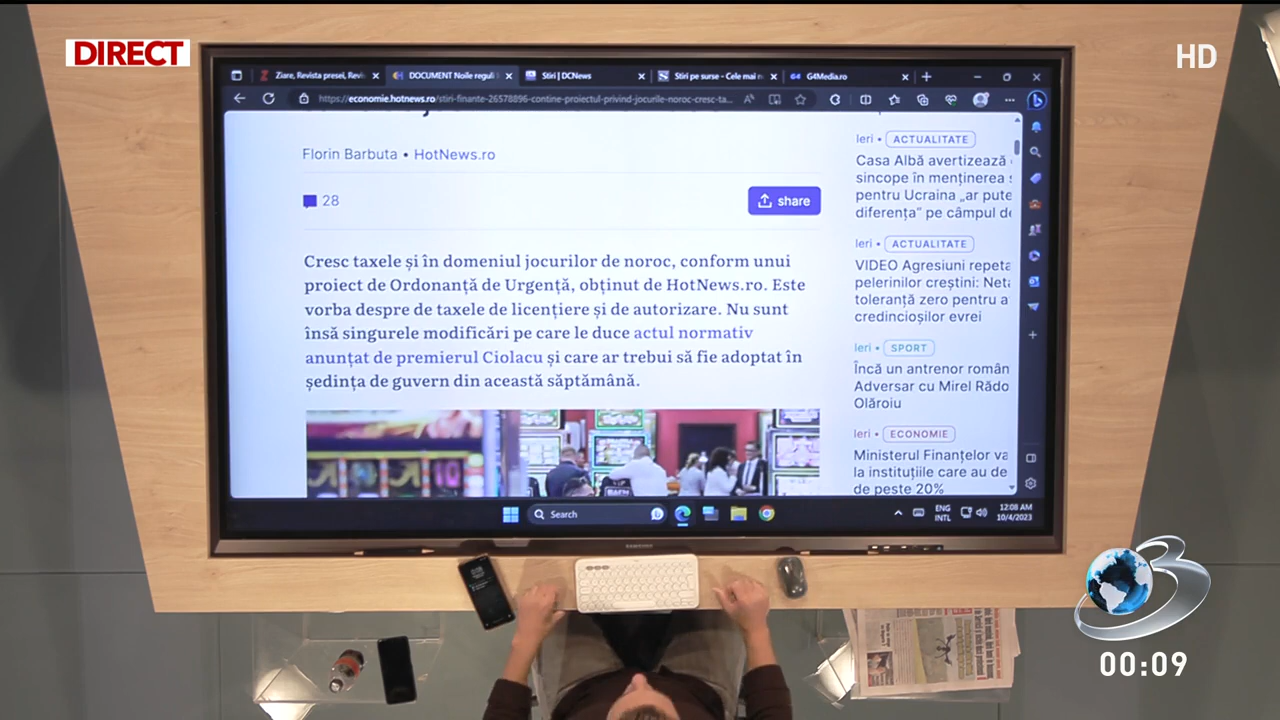 DIRECT
HD
Ziare, Revista presei, Revi
DOCUMENT Noile reguli
Stiri | DCNews
Stiri pe surse - Cele mai n
G4Media.ro
https://economie.hotnews.ro/stiri-finante-26578896-contine-proiectul-privind-jocurile-noroc-cresc-ta...
Florin Barbuta • HotNews.ro
28
share
Cresc taxele și în domeniul jocurilor de noroc, conform unui
proiect de Ordonanță de Urgență, obținut de HotNews.ro. Este
vorba despre de taxele de licențiere și de autorizare. Nu sunt
însă singurele modificări pe care le duce actul normativ
anunțat de premierul Ciolacu și care ar trebui să fie adoptat în
ședința de guvern din această săptămână.
Ieri • ACTUALITATE
Casa Albă avertizează
sincope în menținerea s
pentru Ucraina „ar pute
diferența” pe câmpul de
Ieri • ACTUALITATE
VIDEO Agresiuni repeta
pelerinilor creștini: Neta
toleranță zero pentru a
credincioșilor evrei
Ieri • SPORT
Încă un antrenor român
Adversar cu Mirel Rădo
Olăroiu
Ieri • ECONOMIE
Ministerul Finanțelor va
la instituțiile care au de
de peste 20%
Search
ENG
INTL
12:08 AM
10/4/2023
SAMSUNG
3
00:09